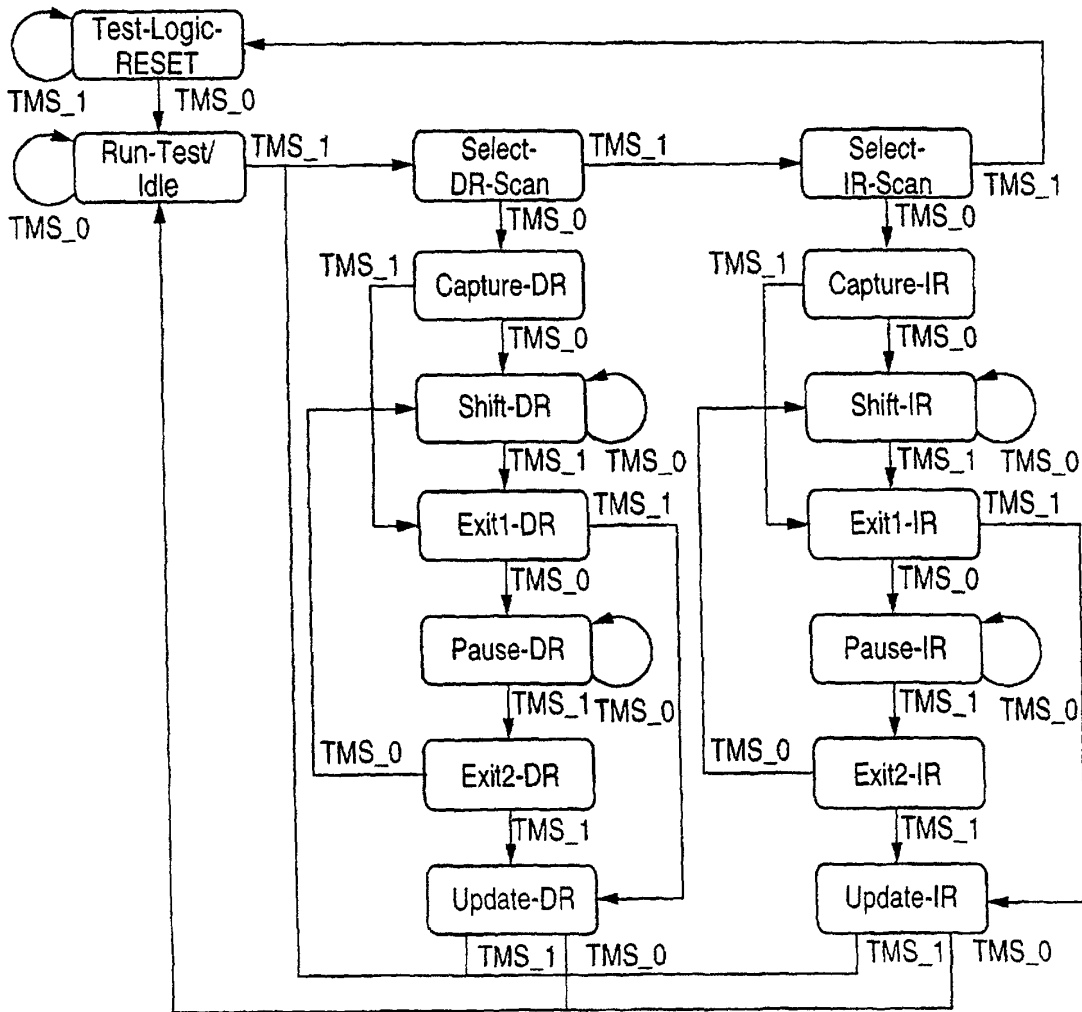 Test-Logic-
RESET
TMS_1
TMS_0
Run-Test/
Idle
TMS_1
TMS_0
Select-
DR-Scan
TMS_1
TMS_0
Select-
IR-Scan
TMS_1
TMS_0
TMS_1
Capture-DR
TMS_0
TMS_1
Capture-IR
TMS_0
Shift-DR
TMS_1
TMS_0
Shift-IR
TMS_1
TMS_0
Exit1-DR
TMS_1
TMS_0
Exit1-IR
TMS_1
TMS_0
Pause-DR
TMS_1
TMS_0
Pause-IR
TMS_1
TMS_0
TMS_0
Exit2-DR
TMS_1
TMS_0
Exit2-IR
TMS_1
Update-DR
TMS_1
TMS_0
Update-IR
TMS_1
TMS_0